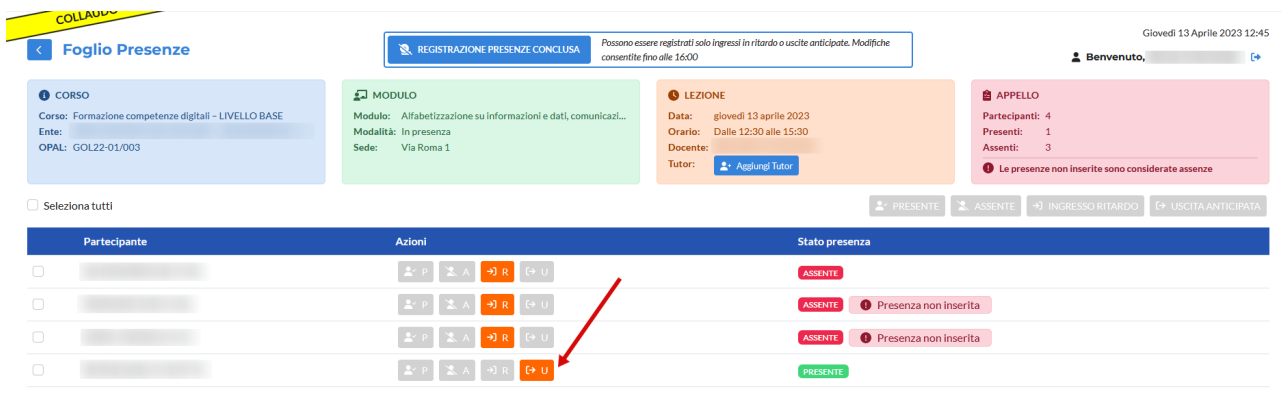 COLLAUDO
Giovedì 13 Aprile 2023 12:45
Foglio Presenze
REGISTRAZIONE PRESENZE CONCLUSA
Possono essere registrati solo ingressi in ritardo o uscite anticipate. Modifiche
consentite fino alle 16:00
Benvenuto,
CORSO
Corso: Formazione competenze digitali – LIVELLO BASE
Ente:
OPAL: GOL22-01/003
MODULO
Modulo: Alfabetizzazione su informazioni e dati, comunicazi...
Modalità: In presenza
Sede: Via Roma 1
LEZIONE
Data: giovedì 13 aprile 2023
Orario: Dalle 12:30 alle 15:30
Docente:
Tutor: Aggiungi Tutor
APPELLO
Partecipanti: 4
Presenti: 1
Assenti: 3
Le presenze non inserite sono considerate assenze
Seleziona tutti
PRESENTE ASSENTE INGRESSO RITARDO USCITA ANTICIPATA
Partecipante Azioni Stato presenza
P A R U ASSENTE
P A R U ASSENTE Presenza non inserita
P A R U ASSENTE Presenza non inserita
P A R U PRESENTE